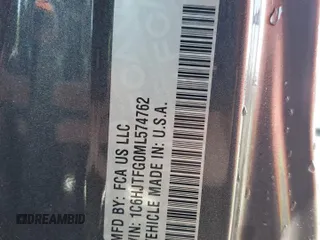 MFD BY: FCA US LLC
VIN: 1C6HJTFG0ML574762
VEHICLE MADE IN: U.S.A.
DREAMBID